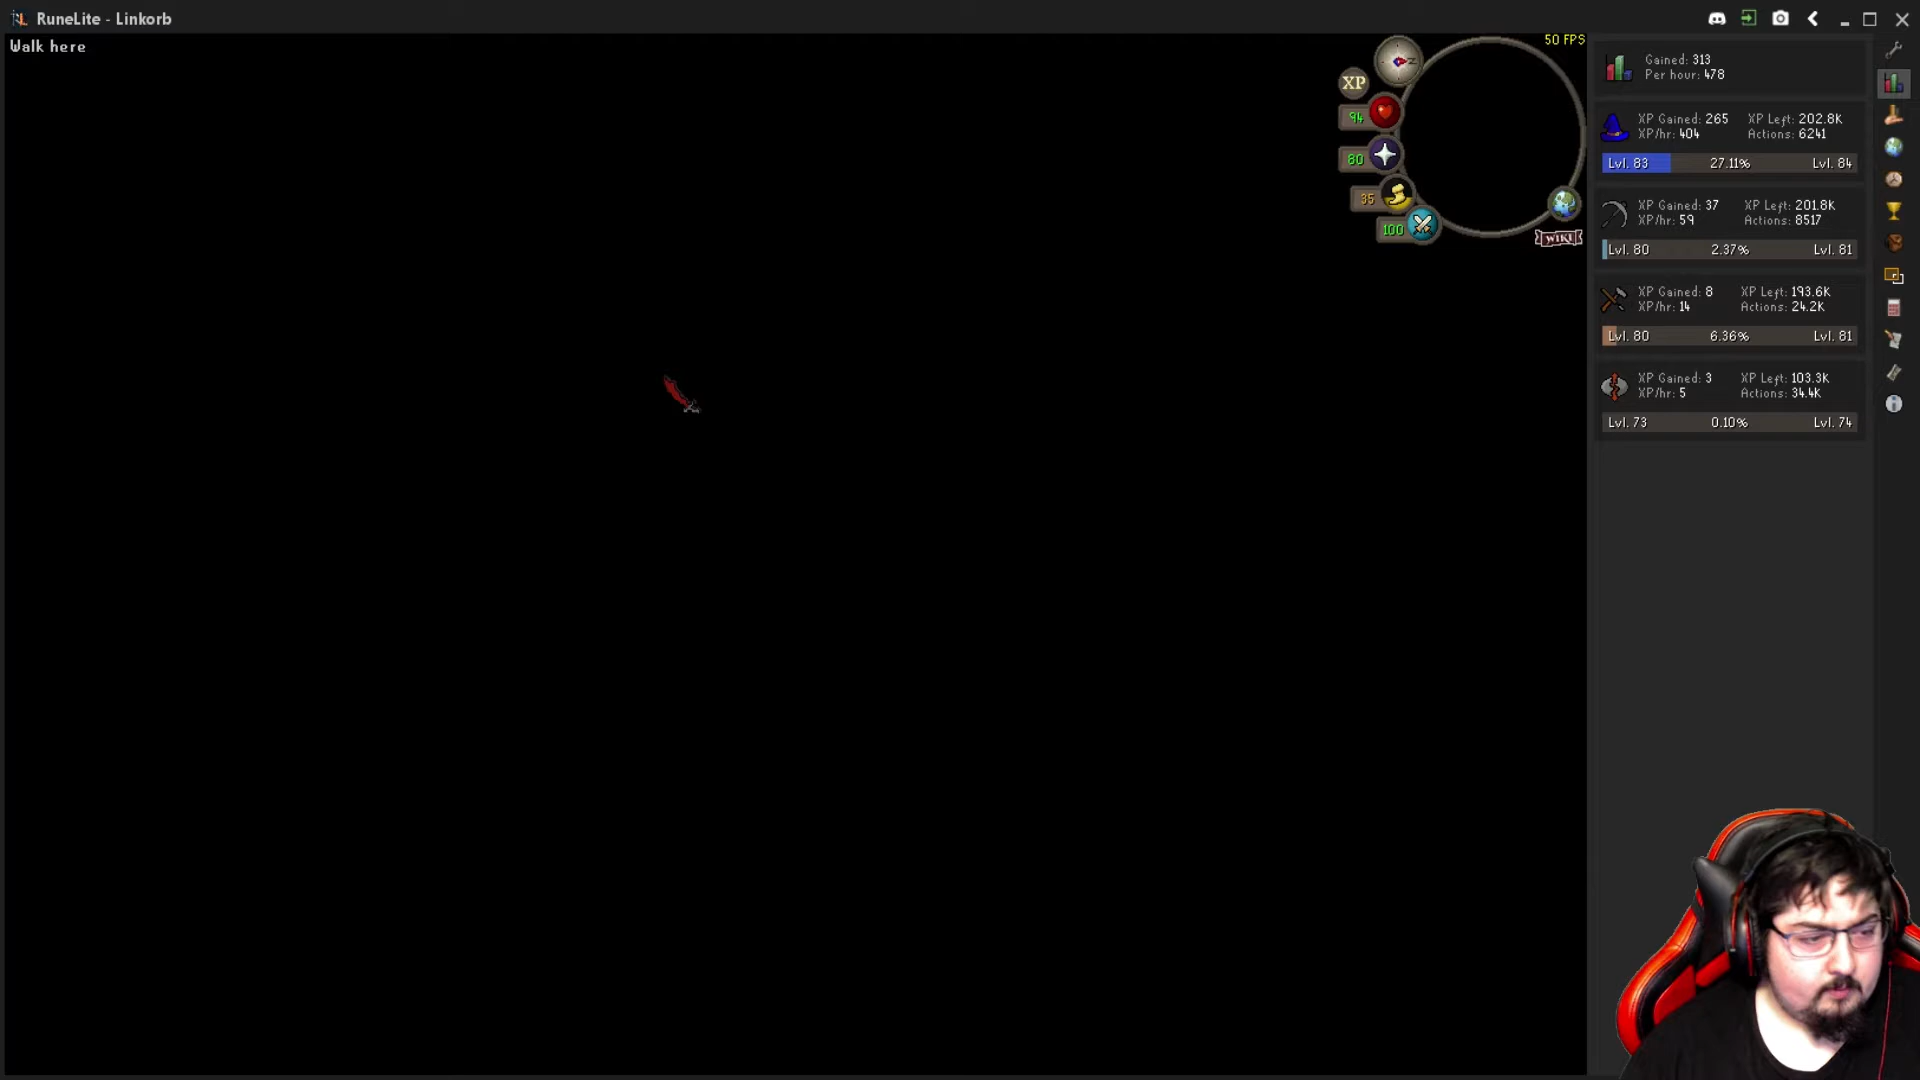 RuneLite - Linkorb
Walk here
50 FPS
XP
94
80
35
100
WIKI
Gained: 313
Per hour: 478
XP Gained: 265 XP Left: 202.8K
XP/hr: 404 Actions: 6241
Lvl. 83 27.11% Lvl. 84
XP Gained: 37 XP Left: 201.8K
XP/hr: 59 Actions: 8517
Lvl. 80 2.37% Lvl. 81
XP Gained: 8 XP Left: 193.6K
XP/hr: 14 Actions: 24.2K
Lvl. 80 6.36% Lvl. 81
XP Gained: 3 XP Left: 103.3K
XP/hr: 5 Actions: 34.4K
Lvl. 73 0.10% Lvl. 74